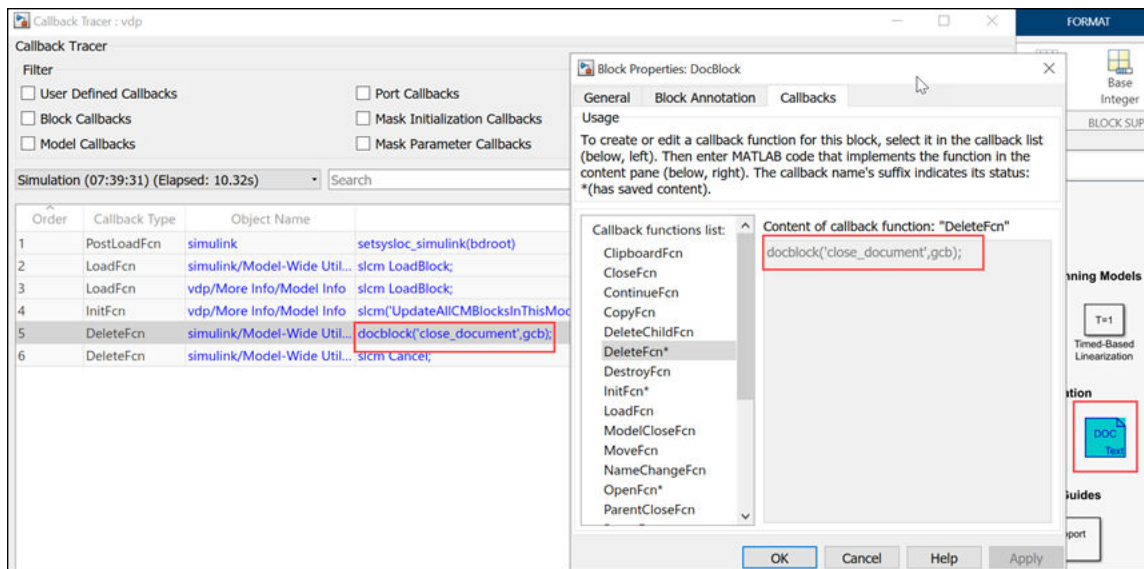 Callback Tracer : vdp
Callback Tracer
Filter
User Defined Callbacks
Port Callbacks
Block Callbacks
Mask Initialization Callbacks
Model Callbacks
Mask Parameter Callbacks
Simulation (07:39:31) (Elapsed: 10.32s)
Search
Order Callback Type Object Name
1 PostLoadFcn simulink setsysloc_simulink(bdroot)
2 LoadFcn simulink/Model-Wide Util... slcm LoadBlock;
3 LoadFcn vdp/More Info/Model Info slcm LoadBlock;
4 InitFcn vdp/More Info/Model Info slcm('UpdateAllCMBlocksInThisMod
5 DeleteFcn simulink/Model-Wide Util... docblock('close_document',gcb);
6 DeleteFcn simulink/Model-Wide Util... slcm Cancel;
Block Properties: DocBlock
General Block Annotation Callbacks
Usage
To create or edit a callback function for this block, select it in the callback list
(below, left). Then enter MATLAB code that implements the function in the
content pane (below, right). The callback name's suffix indicates its status:
*(has saved content).
Callback functions list:
ClipboardFcn
CloseFcn
ContinueFcn
CopyFcn
DeleteChildFcn
DeleteFcn*
DestroyFcn
InitFcn*
LoadFcn
ModelCloseFcn
MoveFcn
NameChangeFcn
OpenFcn*
ParentCloseFcn
Content of callback function: "DeleteFcn"
docblock('close_document',gcb);
OK Cancel Help Apply
FORMAT
Base
Integer
BLOCK SUP
nning Models
T=1
Timed-Based
Linearization
ation
DOC
Text
Guides
port